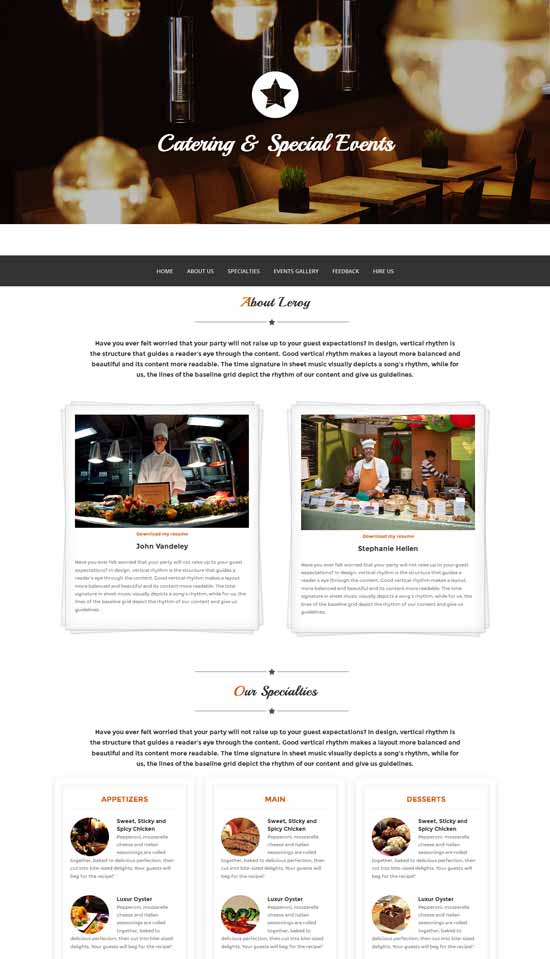 Catering & Special Events
HOME ABOUT US SPECIALTIES EVENTS GALLERY FEEDBACK HIRE US
About Leroy
Have you ever felt worried that your party will not raise up to your guest expectations? In design, vertical rhythm is
the structure that guides a reader's eye through the content. Good vertical rhythm makes a layout more balanced and
beautiful and its content more readable. The time signature in sheet music visually depicts a song's rhythm, while for
us, the lines of the baseline grid depict the rhythm of our content and give us guidelines.
Download my resume
John Vandeley
Have you ever felt worried that your party will not raise up to your guest
expectations? In design, vertical rhythm is the structure that guides a
reader's eye through the content. Good vertical rhythm makes a layout
more balanced and beautiful and its content more readable. The time
signature in sheet music visually depicts a song's rhythm, while for us, the
lines of the baseline grid depict the rhythm of our content and give us
guidelines.
Download my resume
Stephanie Hellen
Have you ever felt worried that your party will not raise up to your guest
expectations? In design, vertical rhythm is the structure that guides a
reader's eye through the content. Good vertical rhythm makes a layout
more balanced and beautiful and its content more readable. The time
signature in sheet music visually depicts a song's rhythm, while for us, the
lines of the baseline grid depict the rhythm of our content and give us
guidelines.
Our Specialties
Have you ever felt worried that your party will not raise up to your guest expectations? In design, vertical rhythm is
the structure that guides a reader's eye through the content. Good vertical rhythm makes a layout more balanced and
beautiful and its content more readable. The time signature in sheet music visually depicts a song's rhythm, while for
us, the lines of the baseline grid depict the rhythm of our content and give us guidelines.
APPETIZERS
Sweet, Sticky and
Spicy Chicken
Pepperoni, mozzarella
cheese and Italian
seasonings are rolled
together, baked to delicious perfection, then
cut into bite-sized delights. Your guests will
beg for the recipe!"
Luxur Oyster
Pepperoni, mozzarella
cheese and Italian
seasonings are rolled
together, baked to
delicious perfection, then cut into bite-sized
delights. Your guests will beg for the recipe!"
MAIN
Sweet, Sticky and
Spicy Chicken
Pepperoni, mozzarella
cheese and Italian
seasonings are rolled
together, baked to delicious perfection, then
cut into bite-sized delights. Your guests will
beg for the recipe!"
Luxur Oyster
Pepperoni, mozzarella
cheese and Italian
seasonings are rolled
together, baked to
delicious perfection, then cut into bite-sized
delights. Your guests will beg for the recipe!"
DESSERTS
Sweet, Sticky and
Spicy Chicken
Pepperoni, mozzarella
cheese and Italian
seasonings are rolled
together, baked to delicious perfection, then
cut into bite-sized delights. Your guests will
beg for the recipe!"
Luxur Oyster
Pepperoni, mozzarella
cheese and Italian
seasonings are rolled
together, baked to
delicious perfection, then cut into bite-sized
delights. Your guests will beg for the recipe!"